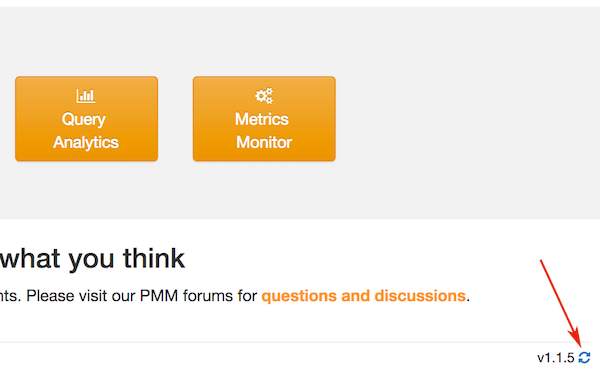 Query
Analytics
Metrics
Monitor
what you think
nts. Please visit our PMM forums for questions and discussions.
v1.1.5